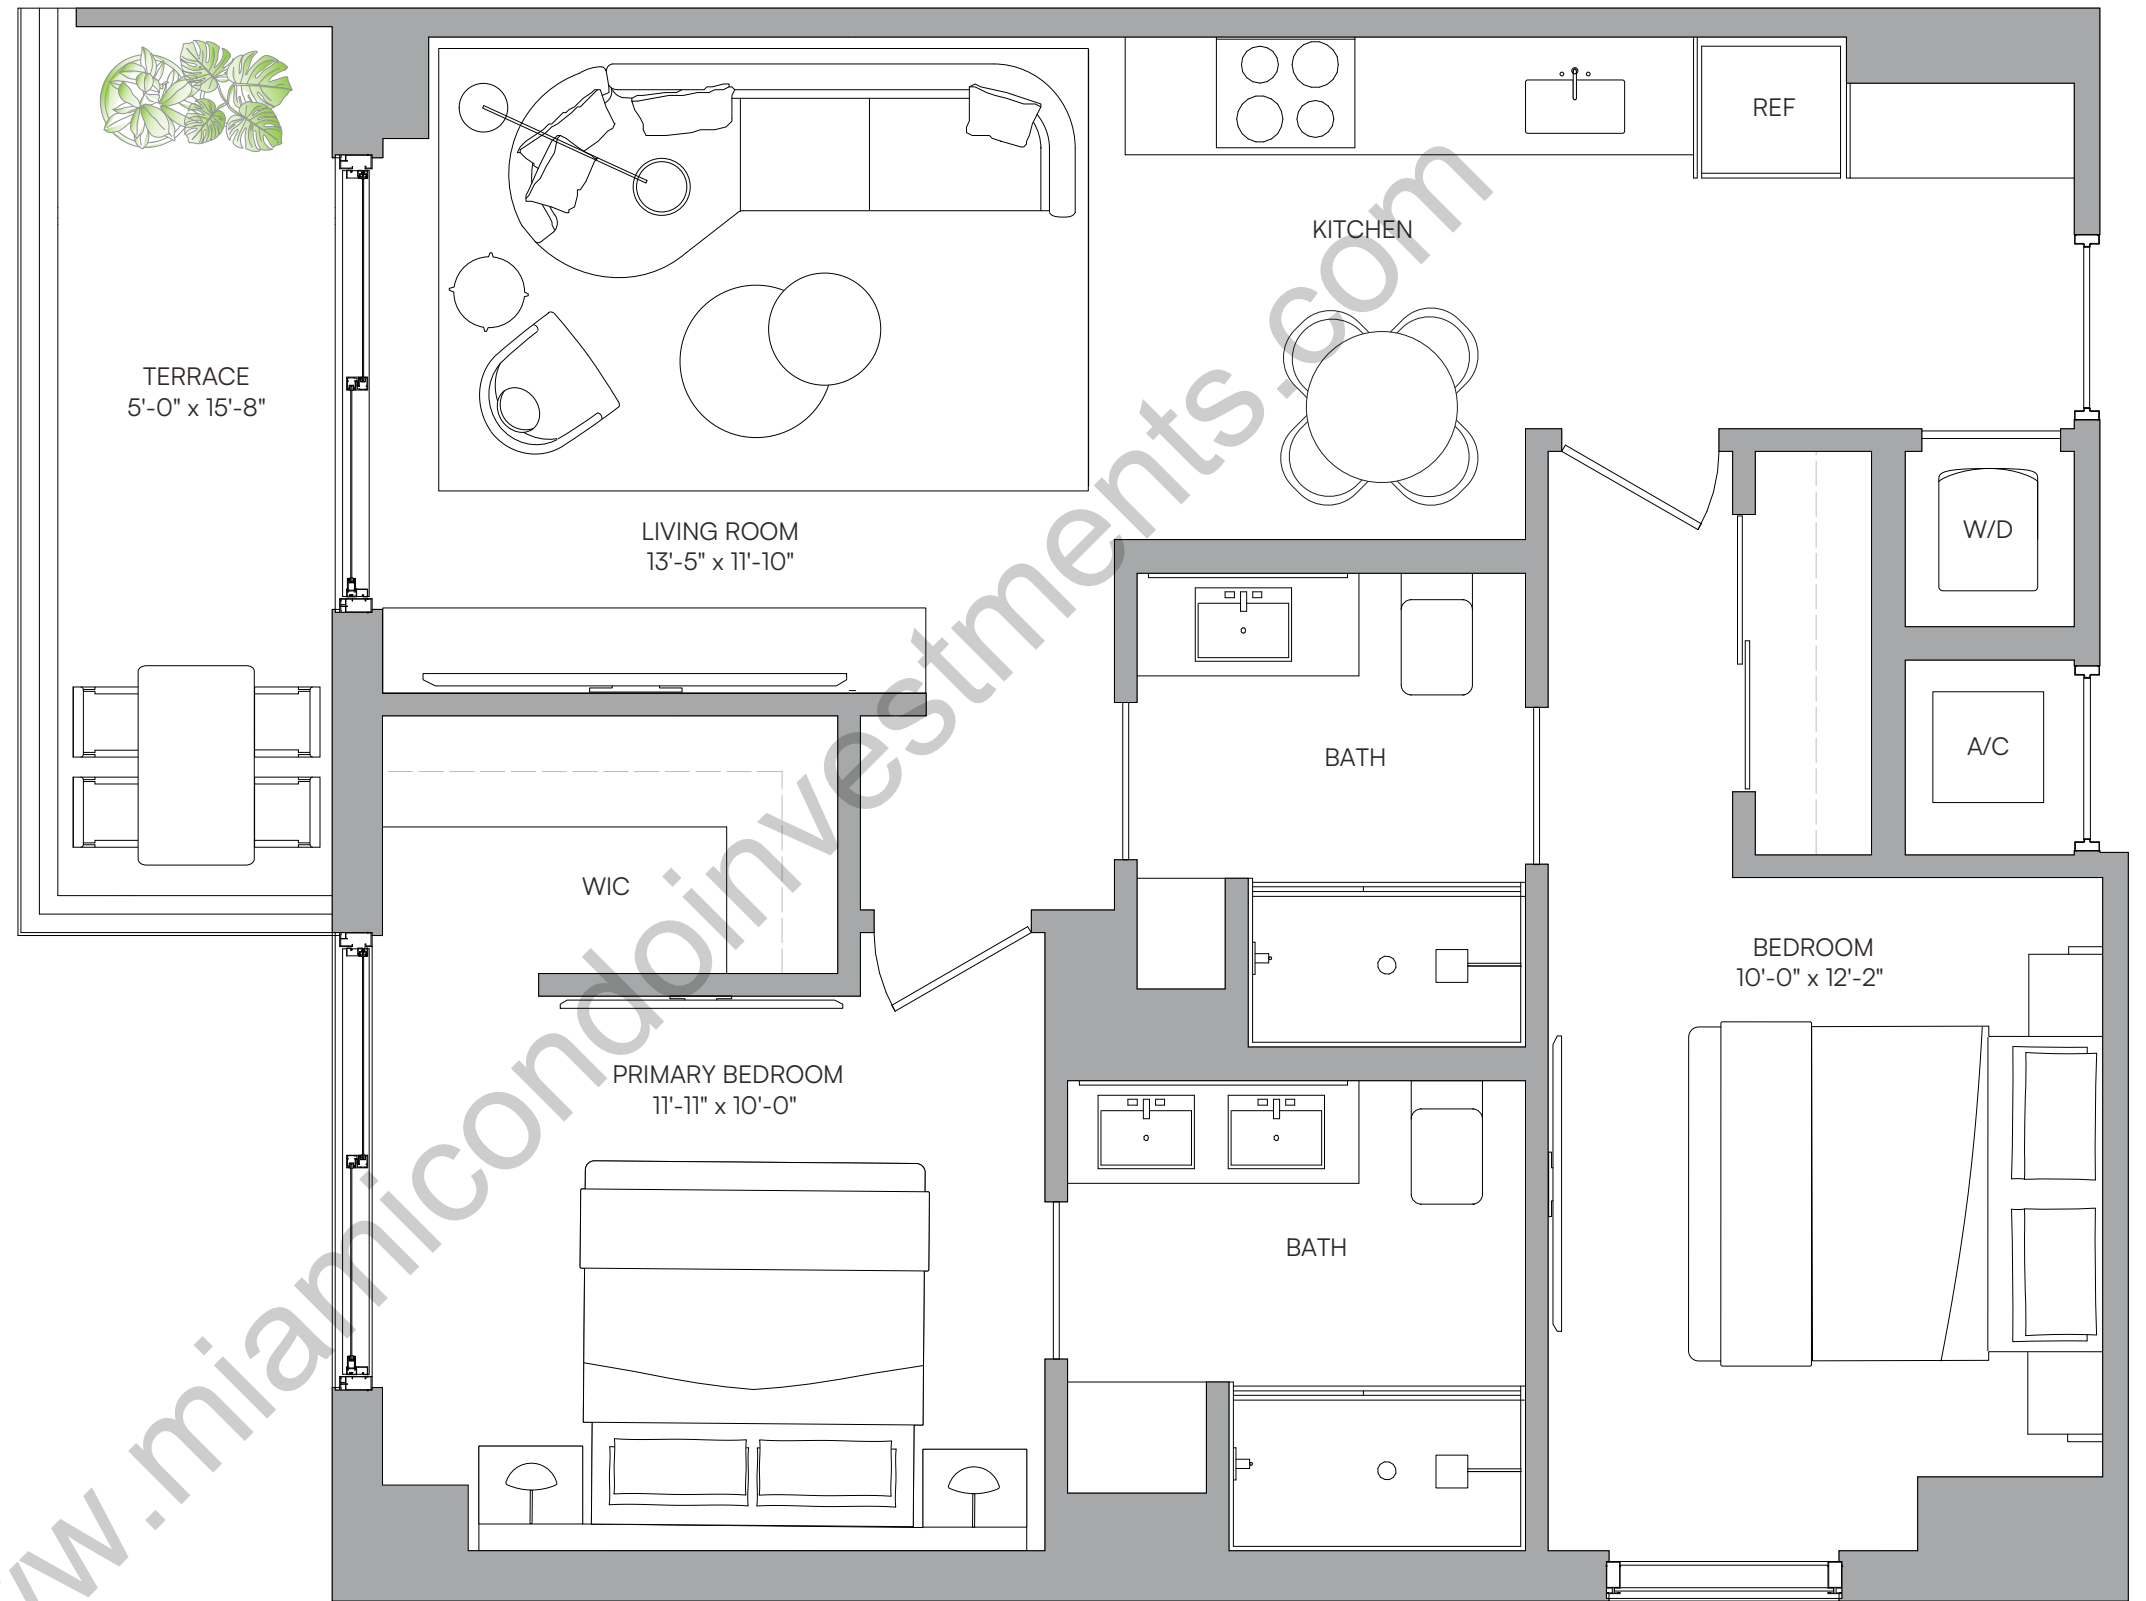 REF
KITCHEN
TERRACE
5'-0" x 15'-8"
LIVING ROOM
13'-5" x 11'-10"
W/D
A/C
BATH
WIC
BEDROOM
10'-0" x 12'-2"
PRIMARY BEDROOM
11'-11" x 10'-0"
BATH
w.miamicondoinvestments.com